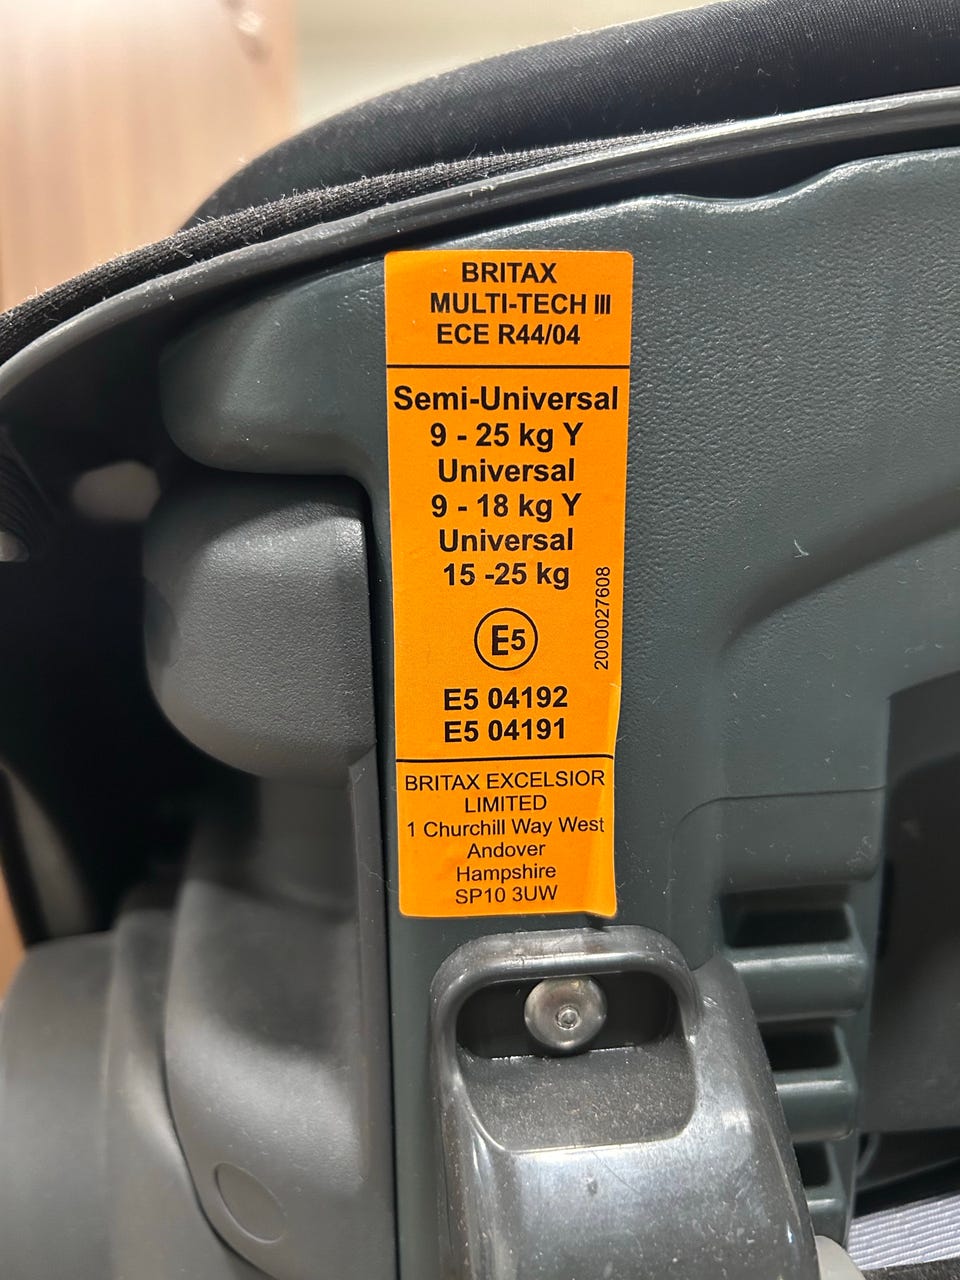 BRITAX
MULTI-TECH III
ECE R44/04
Semi-Universal
9 - 25 kg Y
Universal
9 - 18 kg Y
Universal
15 -25 kg
2000027608
E5
E5 04192
E5 04191
BRITAX EXCELSIOR
LIMITED
1 Churchill Way West
Andover
Hampshire
SP10 3UW